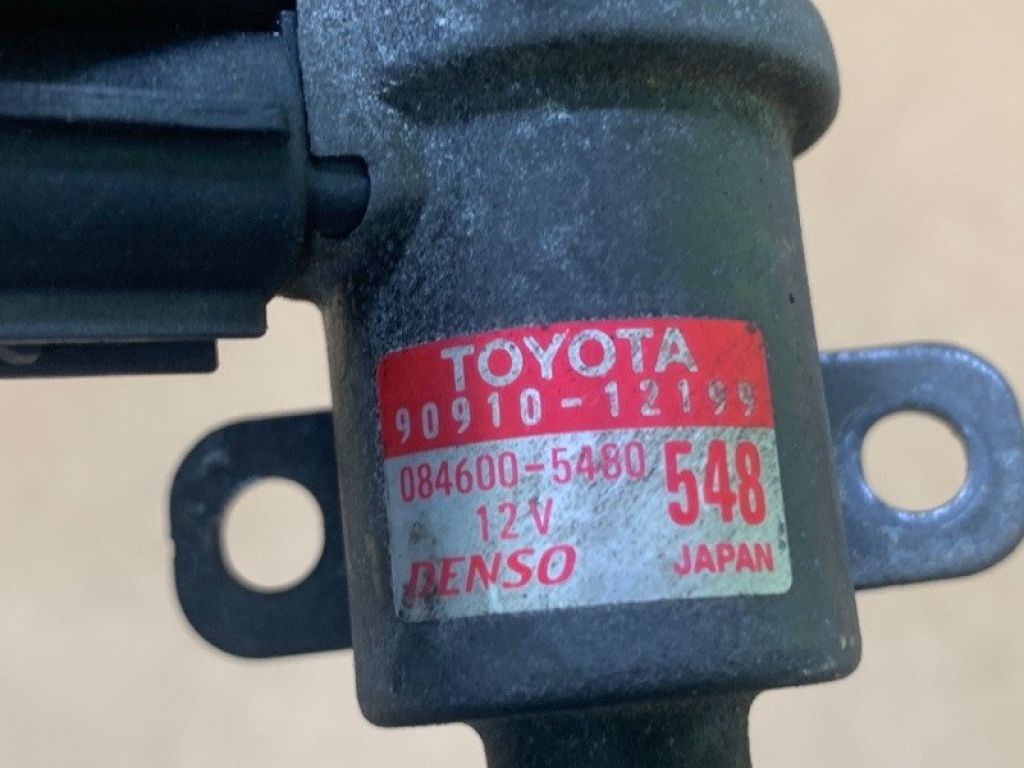 TOYOTA
90910-12199
084600-5480 548
12V
DENSO JAPAN